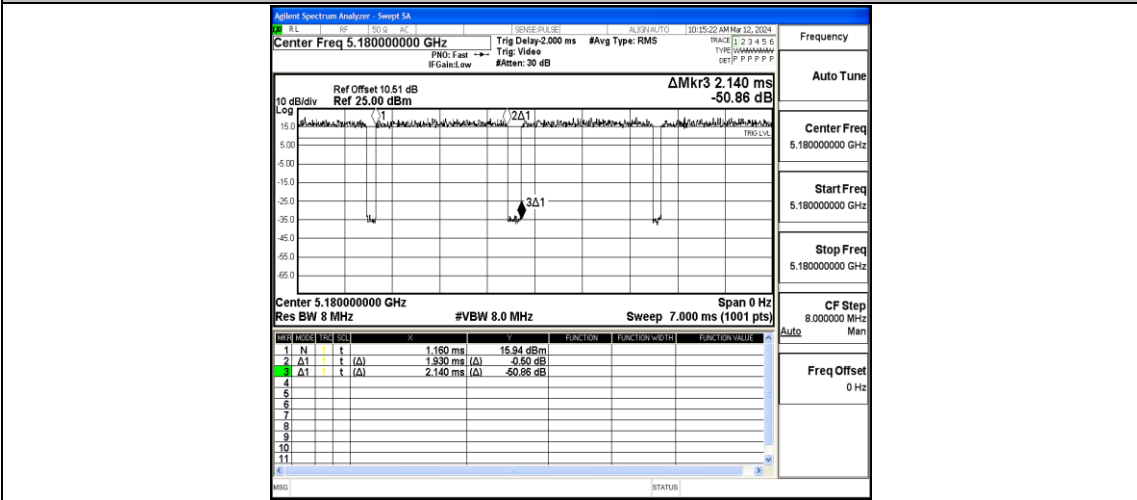 Agilent Spectrum Analyzer - Swept SA
RL RF 50 Ω AC SENSE:PULSE ALIGN AUTO 10:15:22 AM Mar 12, 2024
Center Freq 5.180000000 GHz
PNO: Fast
IFGain:Low
Trig Delay-2.000 ms
Trig: Video
#Atten: 30 dB
#Avg Type: RMS
TRACE 1 2 3 4 5 6
TYPE WWWWWW
DET P P P P P P
Frequency
Auto Tune
Center Freq
5.180000000 GHz
Start Freq
5.180000000 GHz
Stop Freq
5.180000000 GHz
CF Step
8.000000 MHz
Auto Man
Freq Offset
0 Hz
ΔMkr3 2.140 ms
-50.86 dB
Ref Offset 10.51 dB
10 dB/div Ref 25.00 dBm
Log
15.0
5.00
-5.00
-15.0
-25.0
-35.0
-45.0
-55.0
-65.0
1
2Δ1
3Δ1
TRIG LVL
Center 5.180000000 GHz Span 0 Hz
Res BW 8 MHz #VBW 8.0 MHz Sweep 7.000 ms (1001 pts)
MKR MODE TRC SCL X Y FUNCTION FUNCTION WIDTH FUNCTION VALUE
1 N 1 t 1.160 ms 15.94 dBm
2 Δ1 1 t (Δ) 1.930 ms (Δ) -0.50 dB
3 Δ1 1 t (Δ) 2.140 ms (Δ) -50.86 dB
4
5
6
7
8
9
10
11
MSG STATUS